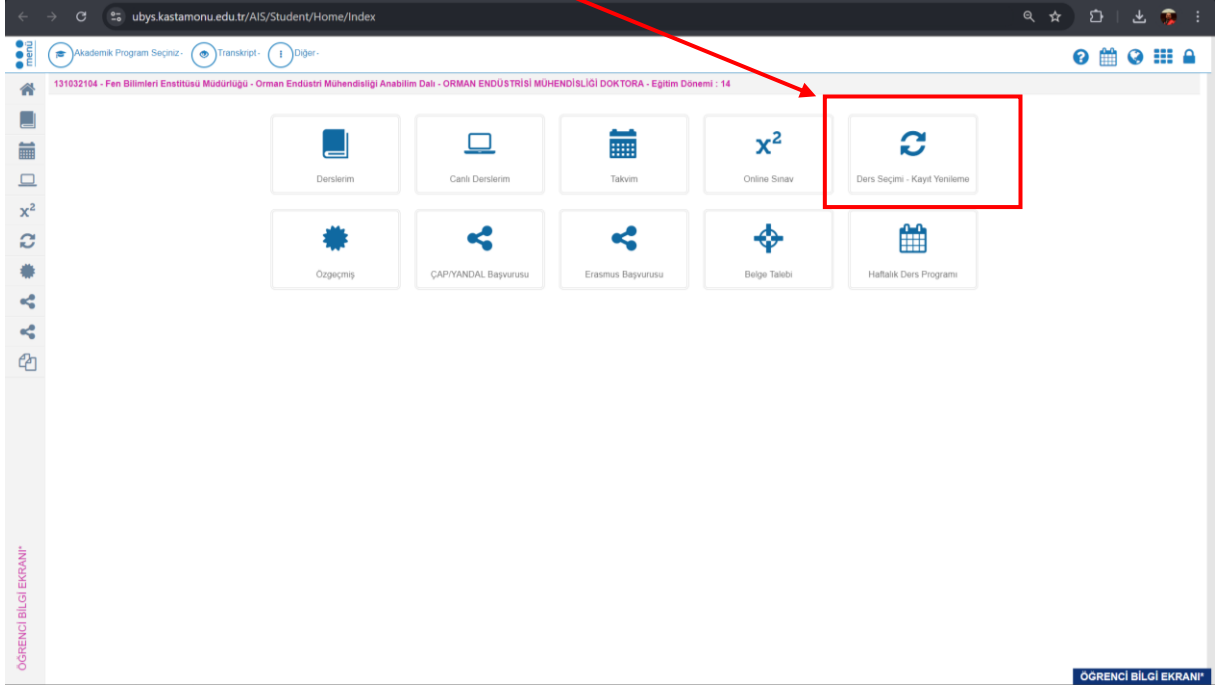 ubys.kastamonu.edu.tr/AIS/Student/Home/Index
menü
Akademik Program Seçiniz-
Transkript-
Diğer-
131032104 - Fen Bilimleri Enstitüsü Müdürlüğü - Orman Endüstri Mühendisliği Anabilim Dalı - ORMAN ENDÜSTRİSİ MÜHENDİSLİĞİ DOKTORA - Eğitim Dönemi : 14
Derslerim
Canlı Derslerim
Takvim
x²
Online Sınav
Ders Seçimi - Kayıt Yenileme
Özgeçmiş
ÇAP/YANDAL Başvurusu
Erasmus Başvurusu
Belge Talebi
Haftalık Ders Programı
x²
ÖĞRENCİ BİLGİ EKRANI*
ÖĞRENCİ BİLGİ EKRANI*